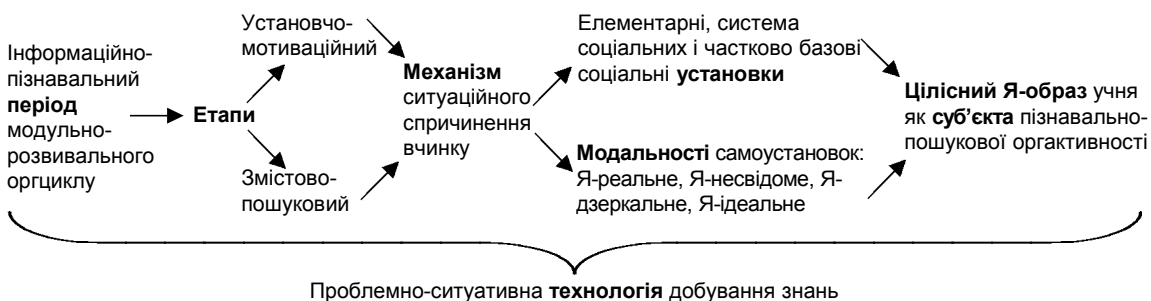 Інформаційно-
пізнавальний
період
модульно-
розвивального
оргциклу
Етапи
Установчо-
мотиваційний
Змістово-
пошуковий
Механізм
ситуаційного
спричинення
вчинку
Елементарні, система
соціальних і частково базові
соціальні установки
Модальності самоустановок:
Я-реальне, Я-несвідоме, Я-
дзеркальне, Я-ідеальне
Цілісний Я-образ учня
як суб’єкта пізнавально-
пошукової оргактивності
Проблемно-ситуативна технологія добування знань